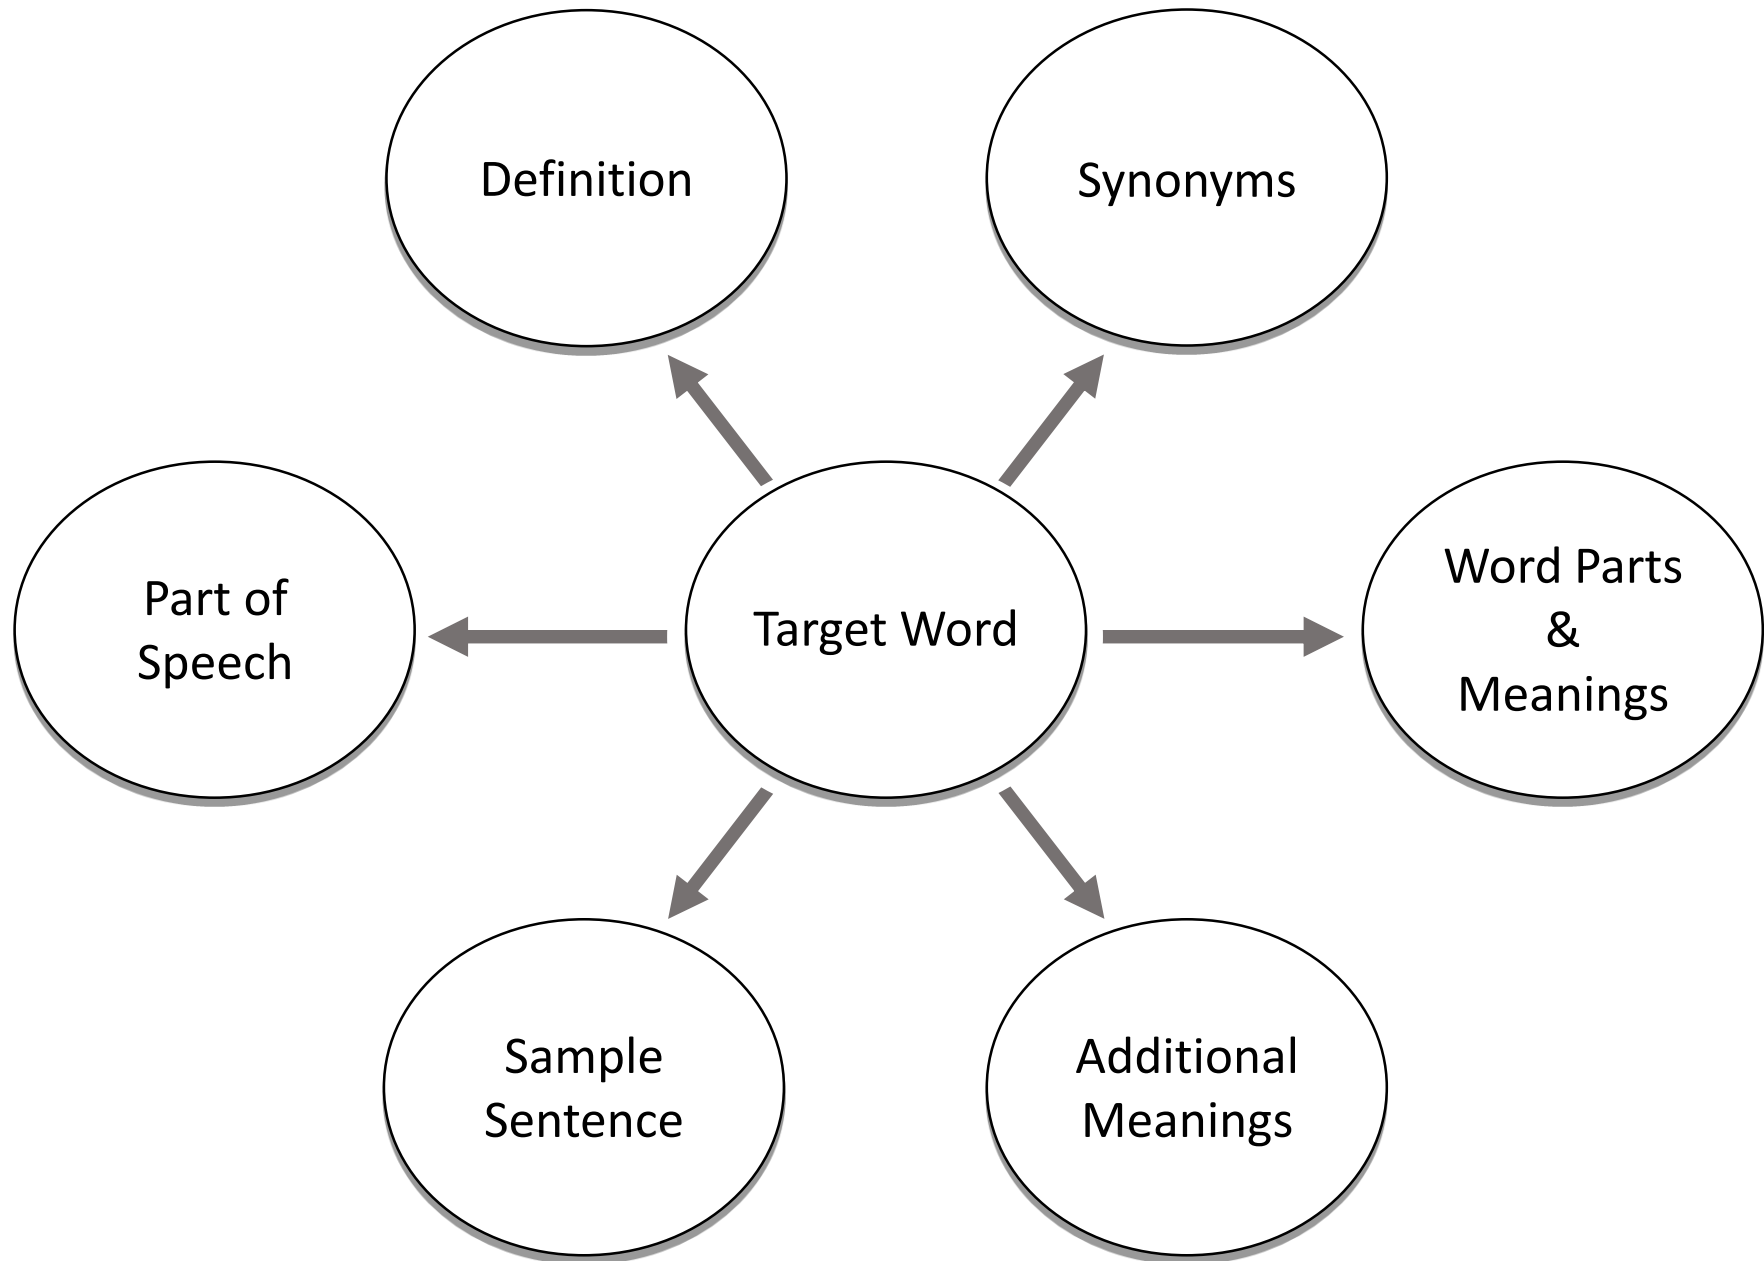 Definition
Synonyms
Part of
Speech
Target Word
Word Parts
&
Meanings
Sample
Sentence
Additional
Meanings